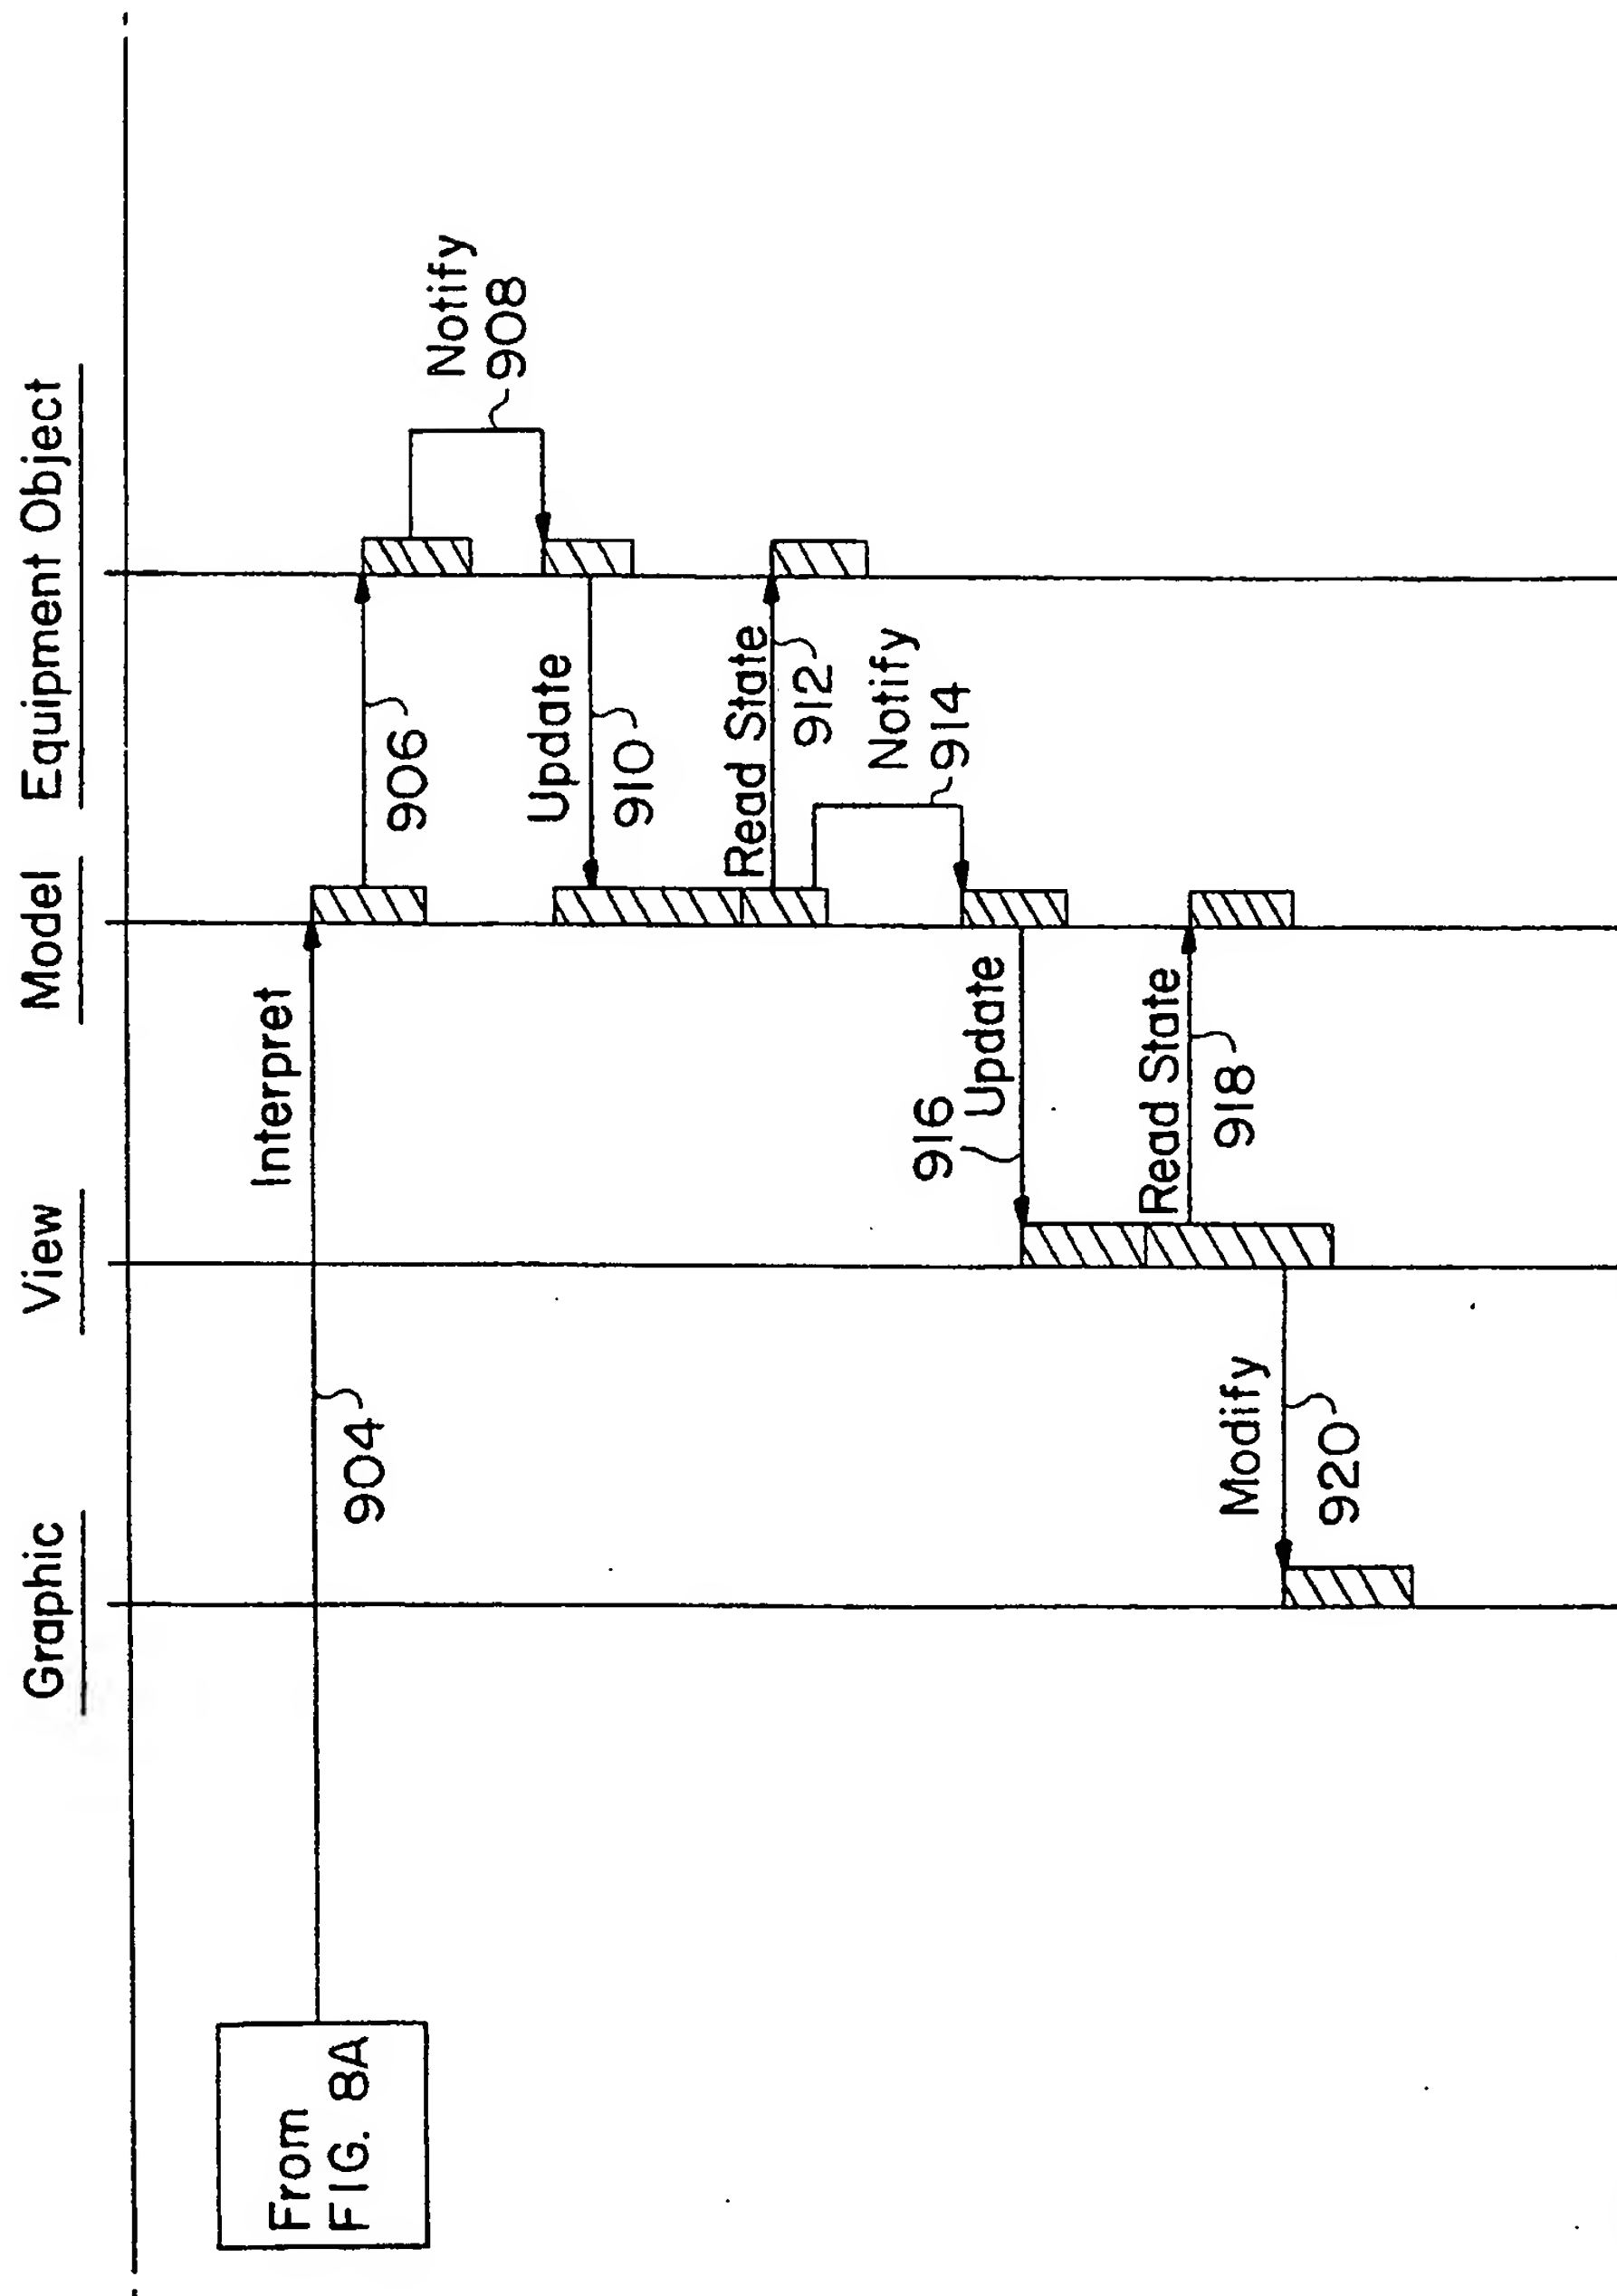 Graphic
View
Model
Equipment Object
From
FIG. 8A
Interpret
904
906
Notify
908
Update
910
Read State
912
Notify
914
916
Update
Read State
918
Modify
920